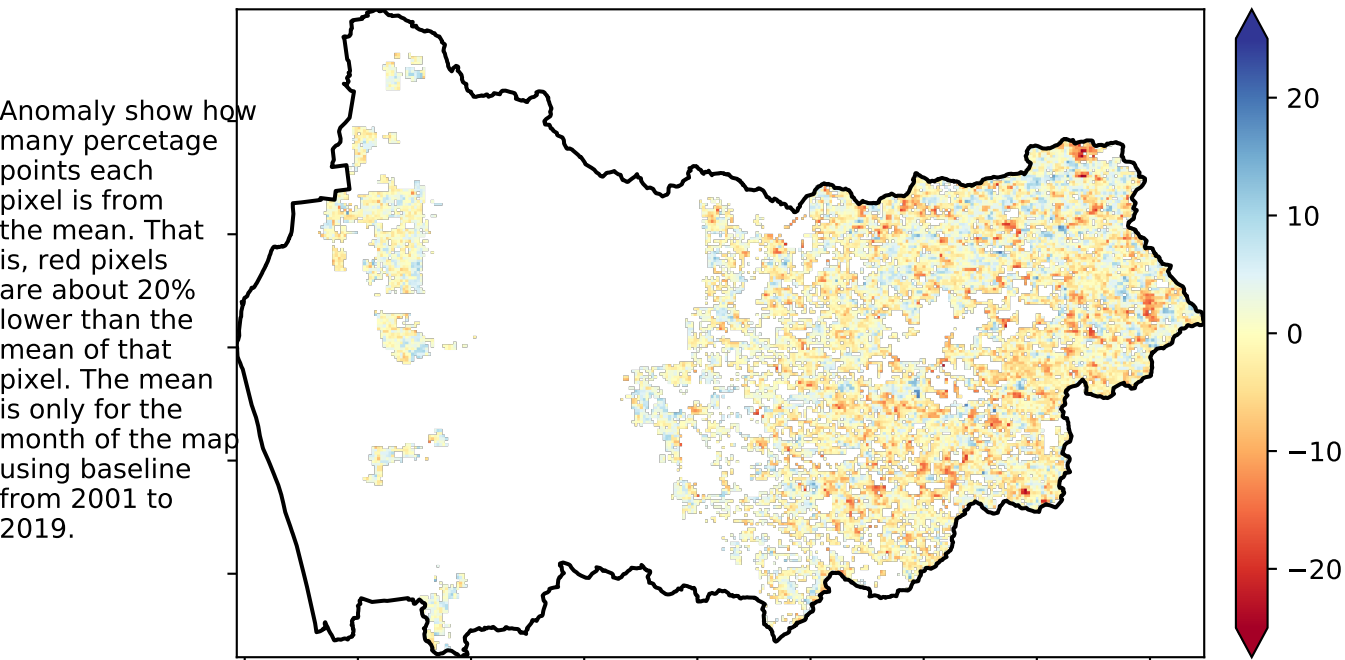 Anomaly show how
many percetage
points each
pixel is from
the mean. That
is, red pixels
are about 20%
lower than the
mean of that
pixel. The mean
is only for the
month of the map
using baseline
from 2001 to
2019.
20
10
0
−10
−20